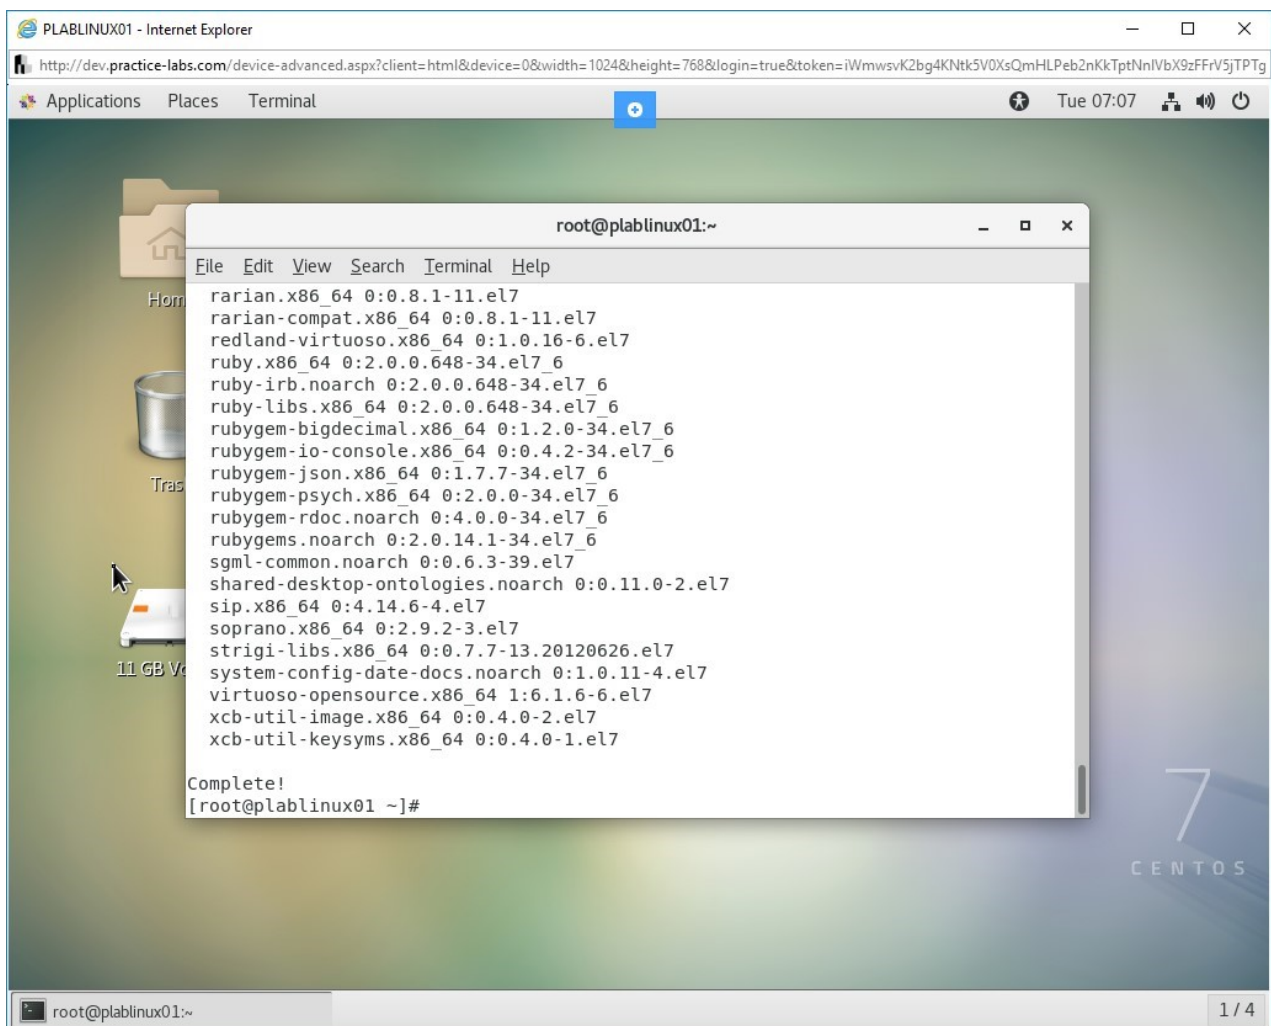 PLABLINUX01 - Internet Explorer
http://dev.practice-labs.com/device-advanced.aspx?client=html&device=0&width=1024&height=768&login=true&token=iWmwsvK2bg4KNtk5V0XsQmHLPeb2nKkTptNnIVbX9zFFrV5jTPTg
Applications Places Terminal Tue 07:07
root@plablinux01:~
File Edit View Search Terminal Help
Hom
Tras
11 GB Vo
rarian.x86_64 0:0.8.1-11.el7
rarian-compat.x86_64 0:0.8.1-11.el7
redland-virtuoso.x86_64 0:1.0.16-6.el7
ruby.x86_64 0:2.0.0.648-34.el7_6
ruby-irb.noarch 0:2.0.0.648-34.el7_6
ruby-libs.x86_64 0:2.0.0.648-34.el7_6
rubygem-bigdecimal.x86_64 0:1.2.0-34.el7_6
rubygem-io-console.x86_64 0:0.4.2-34.el7_6
rubygem-json.x86_64 0:1.7.7-34.el7_6
rubygem-psych.x86_64 0:2.0.0-34.el7_6
rubygem-rdoc.noarch 0:4.0.0-34.el7_6
rubygems.noarch 0:2.0.14.1-34.el7_6
sgml-common.noarch 0:0.6.3-39.el7
shared-desktop-ontologies.noarch 0:0.11.0-2.el7
sip.x86_64 0:4.14.6-4.el7
soprano.x86_64 0:2.9.2-3.el7
strigi-libs.x86_64 0:0.7.7-13.20120626.el7
system-config-date-docs.noarch 0:1.0.11-4.el7
virtuoso-opensource.x86_64 1:6.1.6-6.el7
xcb-util-image.x86_64 0:0.4.0-2.el7
xcb-util-keysyms.x86_64 0:0.4.0-1.el7
Complete!
[root@plablinux01 ~]#
7
CENTOS
root@plablinux01:~
1 / 4